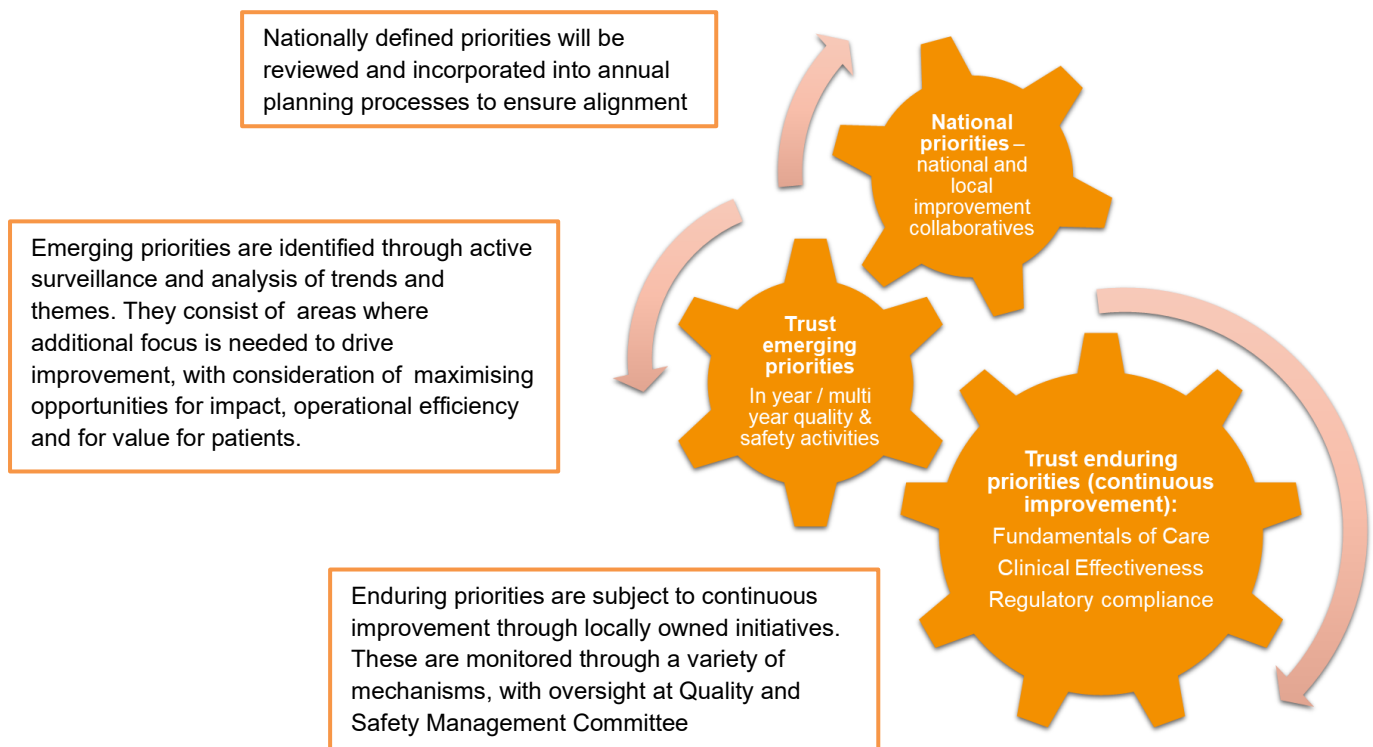 Nationally defined priorities will be
reviewed and incorporated into annual
planning processes to ensure alignment
National
priorities –
national and
local
improvement
collaboratives
Emerging priorities are identified through active
surveillance and analysis of trends and
themes. They consist of  areas where
additional focus is needed to drive
improvement, with consideration of  maximising
opportunities for impact, operational efficiency
and for value for patients.
Trust
emerging
priorities
In year / multi
year quality &
safety activities
Trust enduring
priorities (continuous
improvement):
Fundamentals of Care
Clinical Effectiveness
Regulatory compliance
Enduring priorities are subject to continuous
improvement through locally owned initiatives.
These are monitored through a variety of
mechanisms, with oversight at Quality and
Safety Management Committee